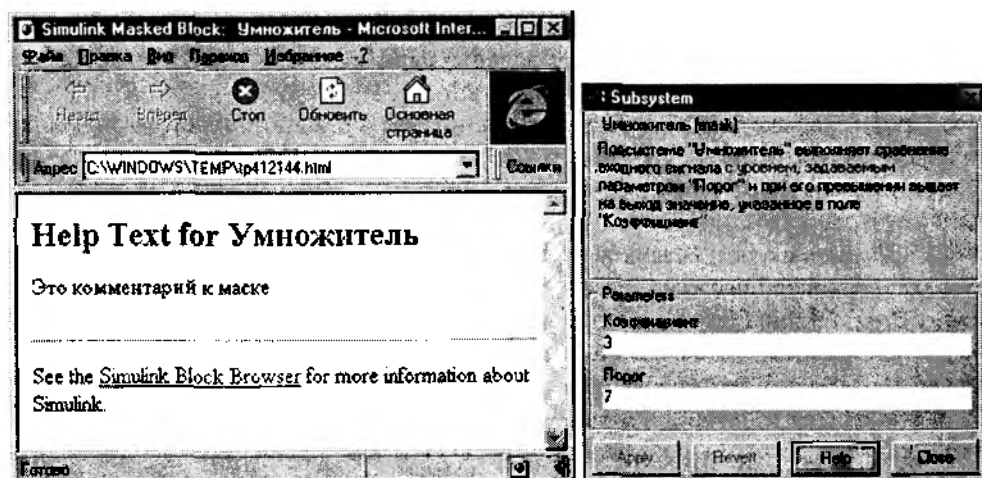 Simulink Masked Block: Умножитель - Microsoft Inter...
Файл Правка Вид Переход Избранное ?
Назад Вперед Стоп Обновить Основная страница
Адрес C:\WINDOWS\TEMP\tp412144.html Ссылки
Help Text for Умножитель
Это комментарий к маске
See the Simulink Block Browser for more information about
Simulink.
Готово
Subsystem
Умножитель (mask)
Подсистема "Умножитель" выполняет сравнение
входного сигнала с уровнем, задаваемым
параметром "Порог" и при его превышении выдает
на выход значение, указанное в поле
"Коэффициент"
Parameters
Коэффициент
3
Порог
7
Apply Revert Help Close